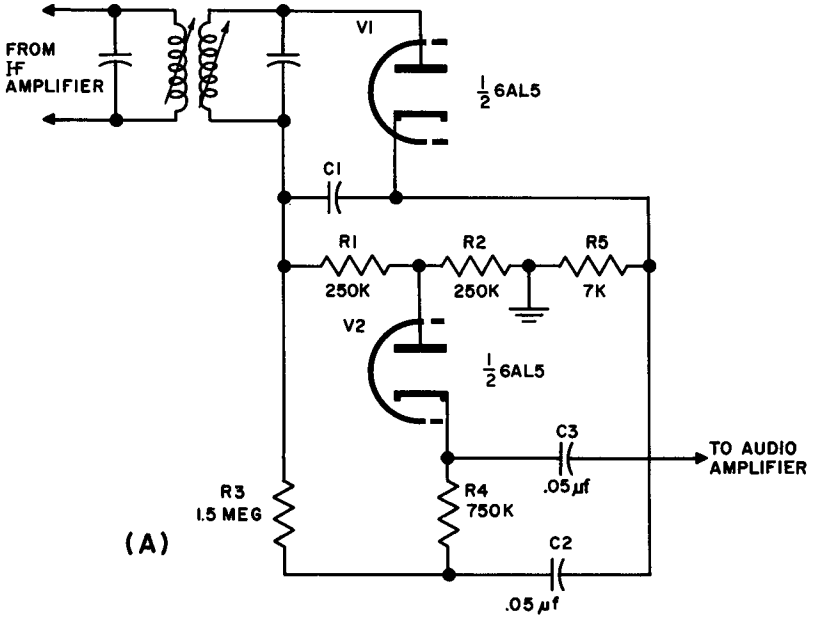 FROM
IF
AMPLIFIER
V1
1/2 6AL5
C1
R1
250K
R2
250K
R5
7K
V2
1/2 6AL5
C3
.05µf
TO AUDIO
AMPLIFIER
R3
1.5 MEG
R4
750K
C2
.05µf
(A)